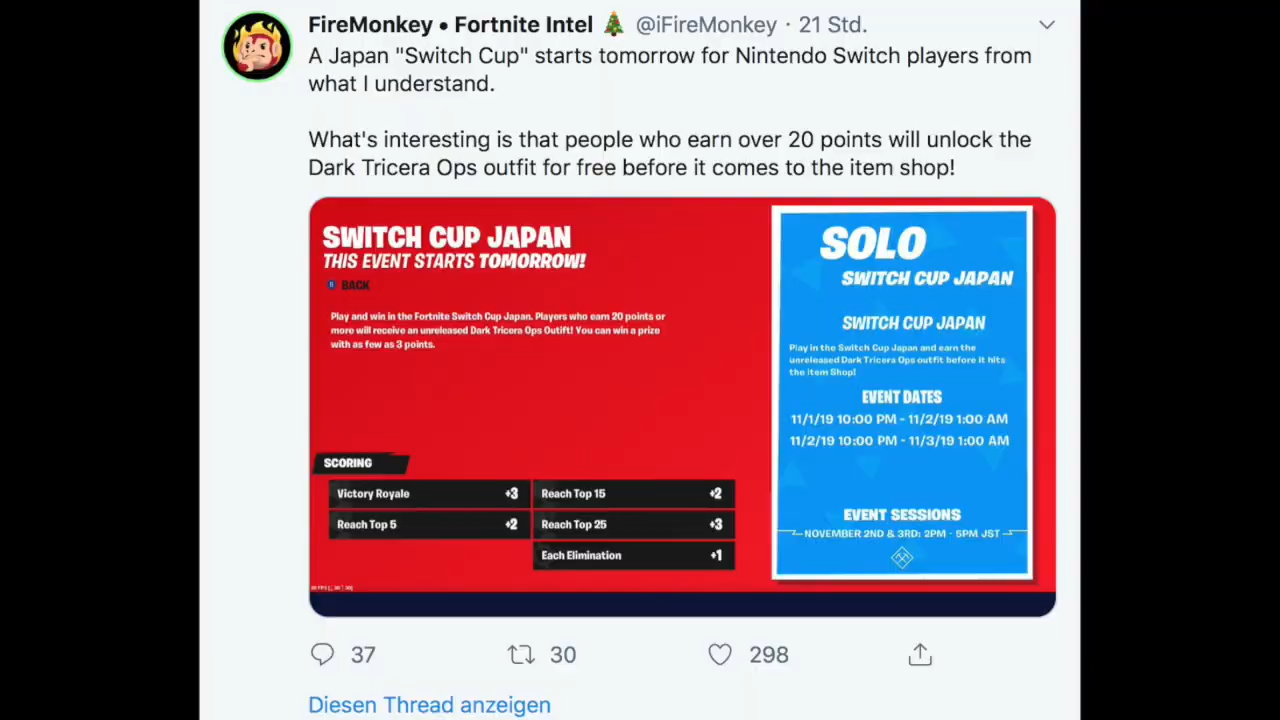 FireMonkey • Fortnite Intel 🎄 @iFireMonkey · 21 Std.
A Japan "Switch Cup" starts tomorrow for Nintendo Switch players from
what I understand.
What's interesting is that people who earn over 20 points will unlock the
Dark Tricera Ops outfit for free before it comes to the item shop!
SWITCH CUP JAPAN
THIS EVENT STARTS TOMORROW!
BACK
Play and win in the Fortnite Switch Cup Japan. Players who earn 20 points or
more will receive an unreleased Dark Tricera Ops Outfit! You can win a prize
with as few as 3 points.
SCORING
Victory Royale +3
Reach Top 5 +2
Reach Top 15 +2
Reach Top 25 +3
Each Elimination +1
SOLO
SWITCH CUP JAPAN
SWITCH CUP JAPAN
Play in the Switch Cup Japan and earn the
unreleased Dark Tricera Ops outfit before it hits
the item Shop!
EVENT DATES
11/1/19 10:00 PM - 11/2/19 1:00 AM
11/2/19 10:00 PM - 11/3/19 1:00 AM
EVENT SESSIONS
NOVEMBER 2ND & 3RD: 2PM - 5PM JST
37 30 298
Diesen Thread anzeigen